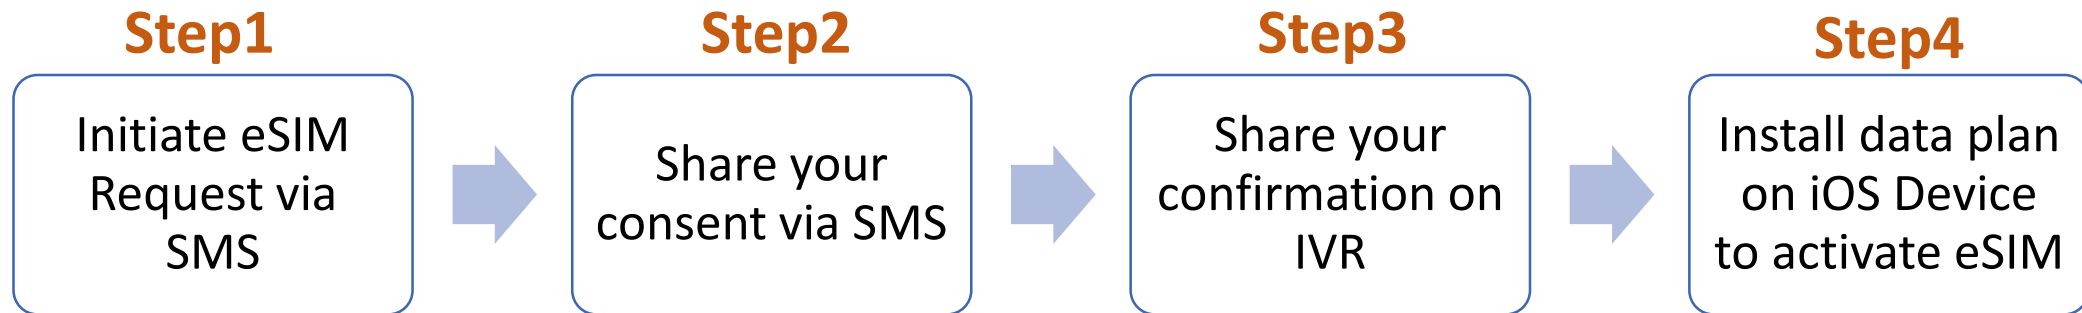 Step1
Initiate eSIM
Request via
SMS
Step2
Share your
consent via SMS
Step3
Share your
confirmation on
IVR
Step4
Install data plan
on iOS Device
to activate eSIM